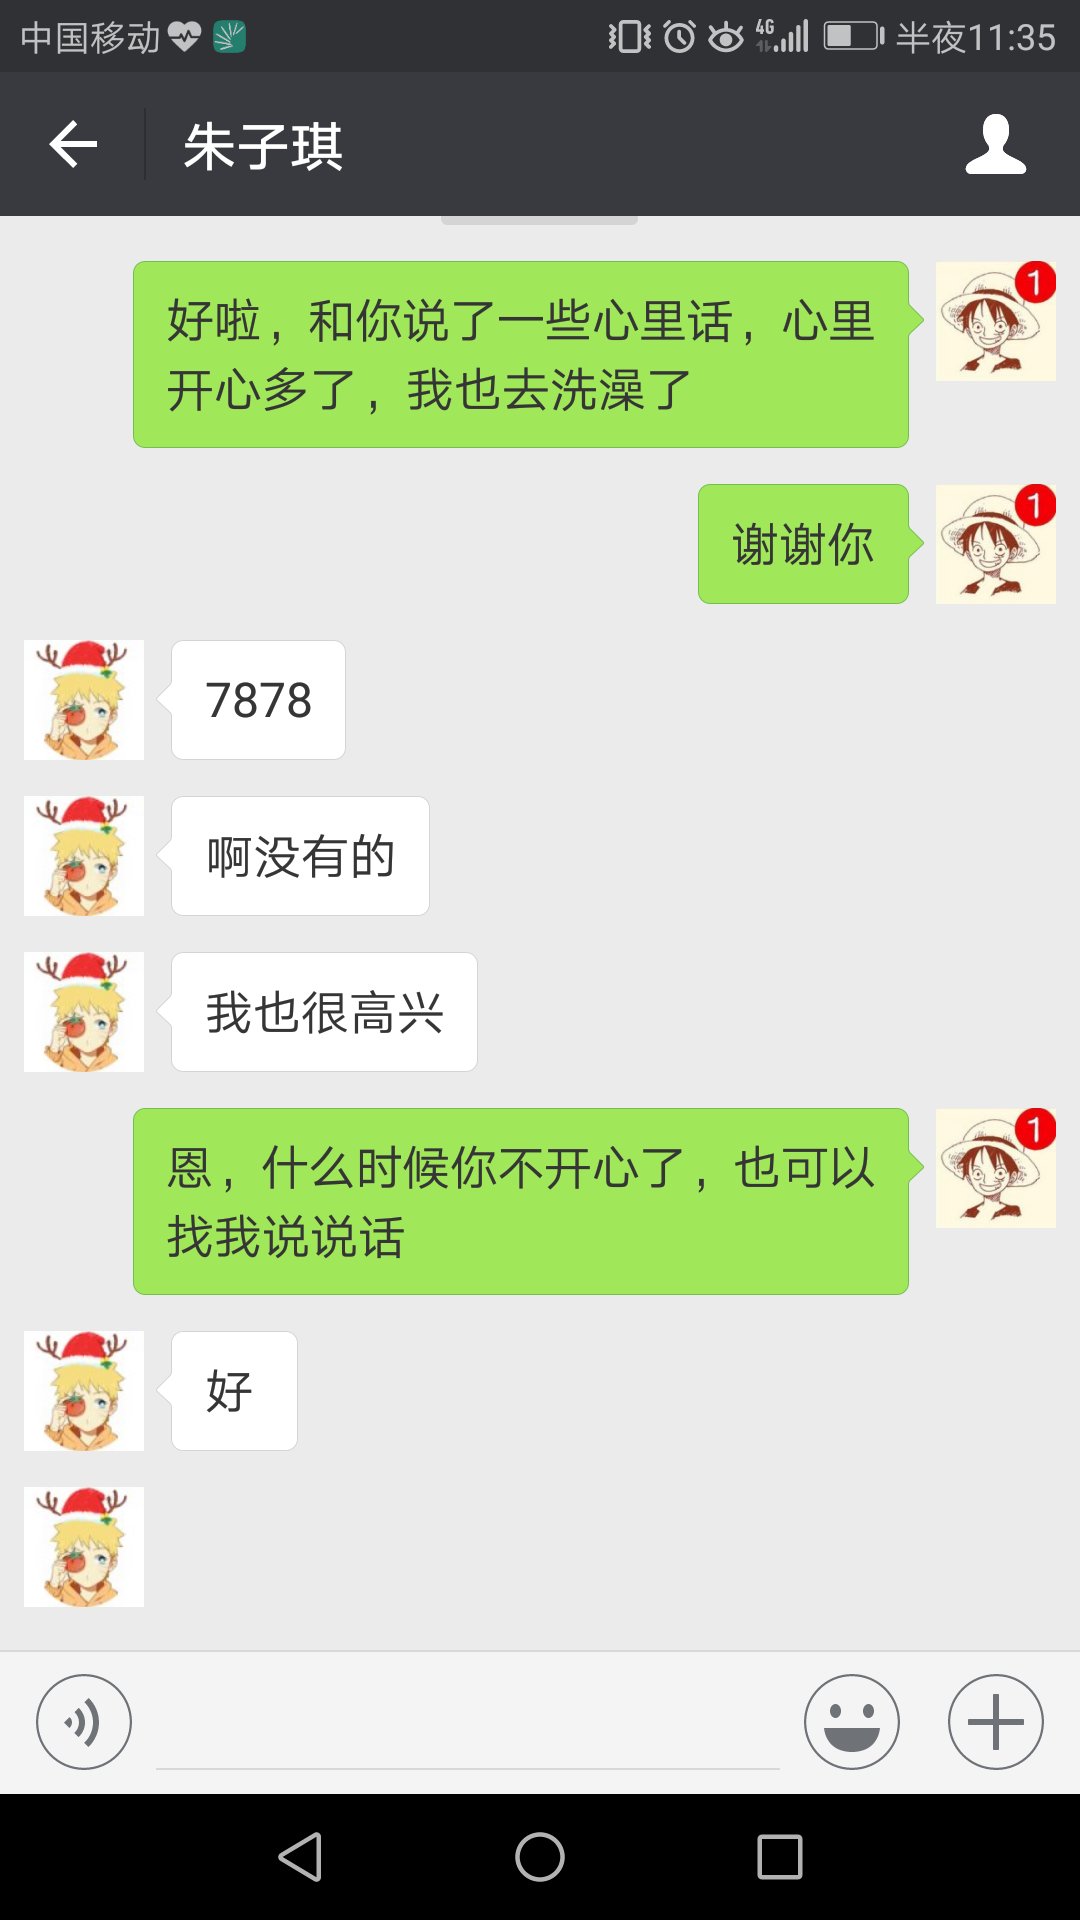 中国移动 4G 半夜11:35
朱子琪
好啦，和你说了一些心里话，心里
开心多了，我也去洗澡了
1
谢谢你
1
7878
啊没有的
我也很高兴
恩，什么时候你不开心了，也可以
找我说说话
1
好